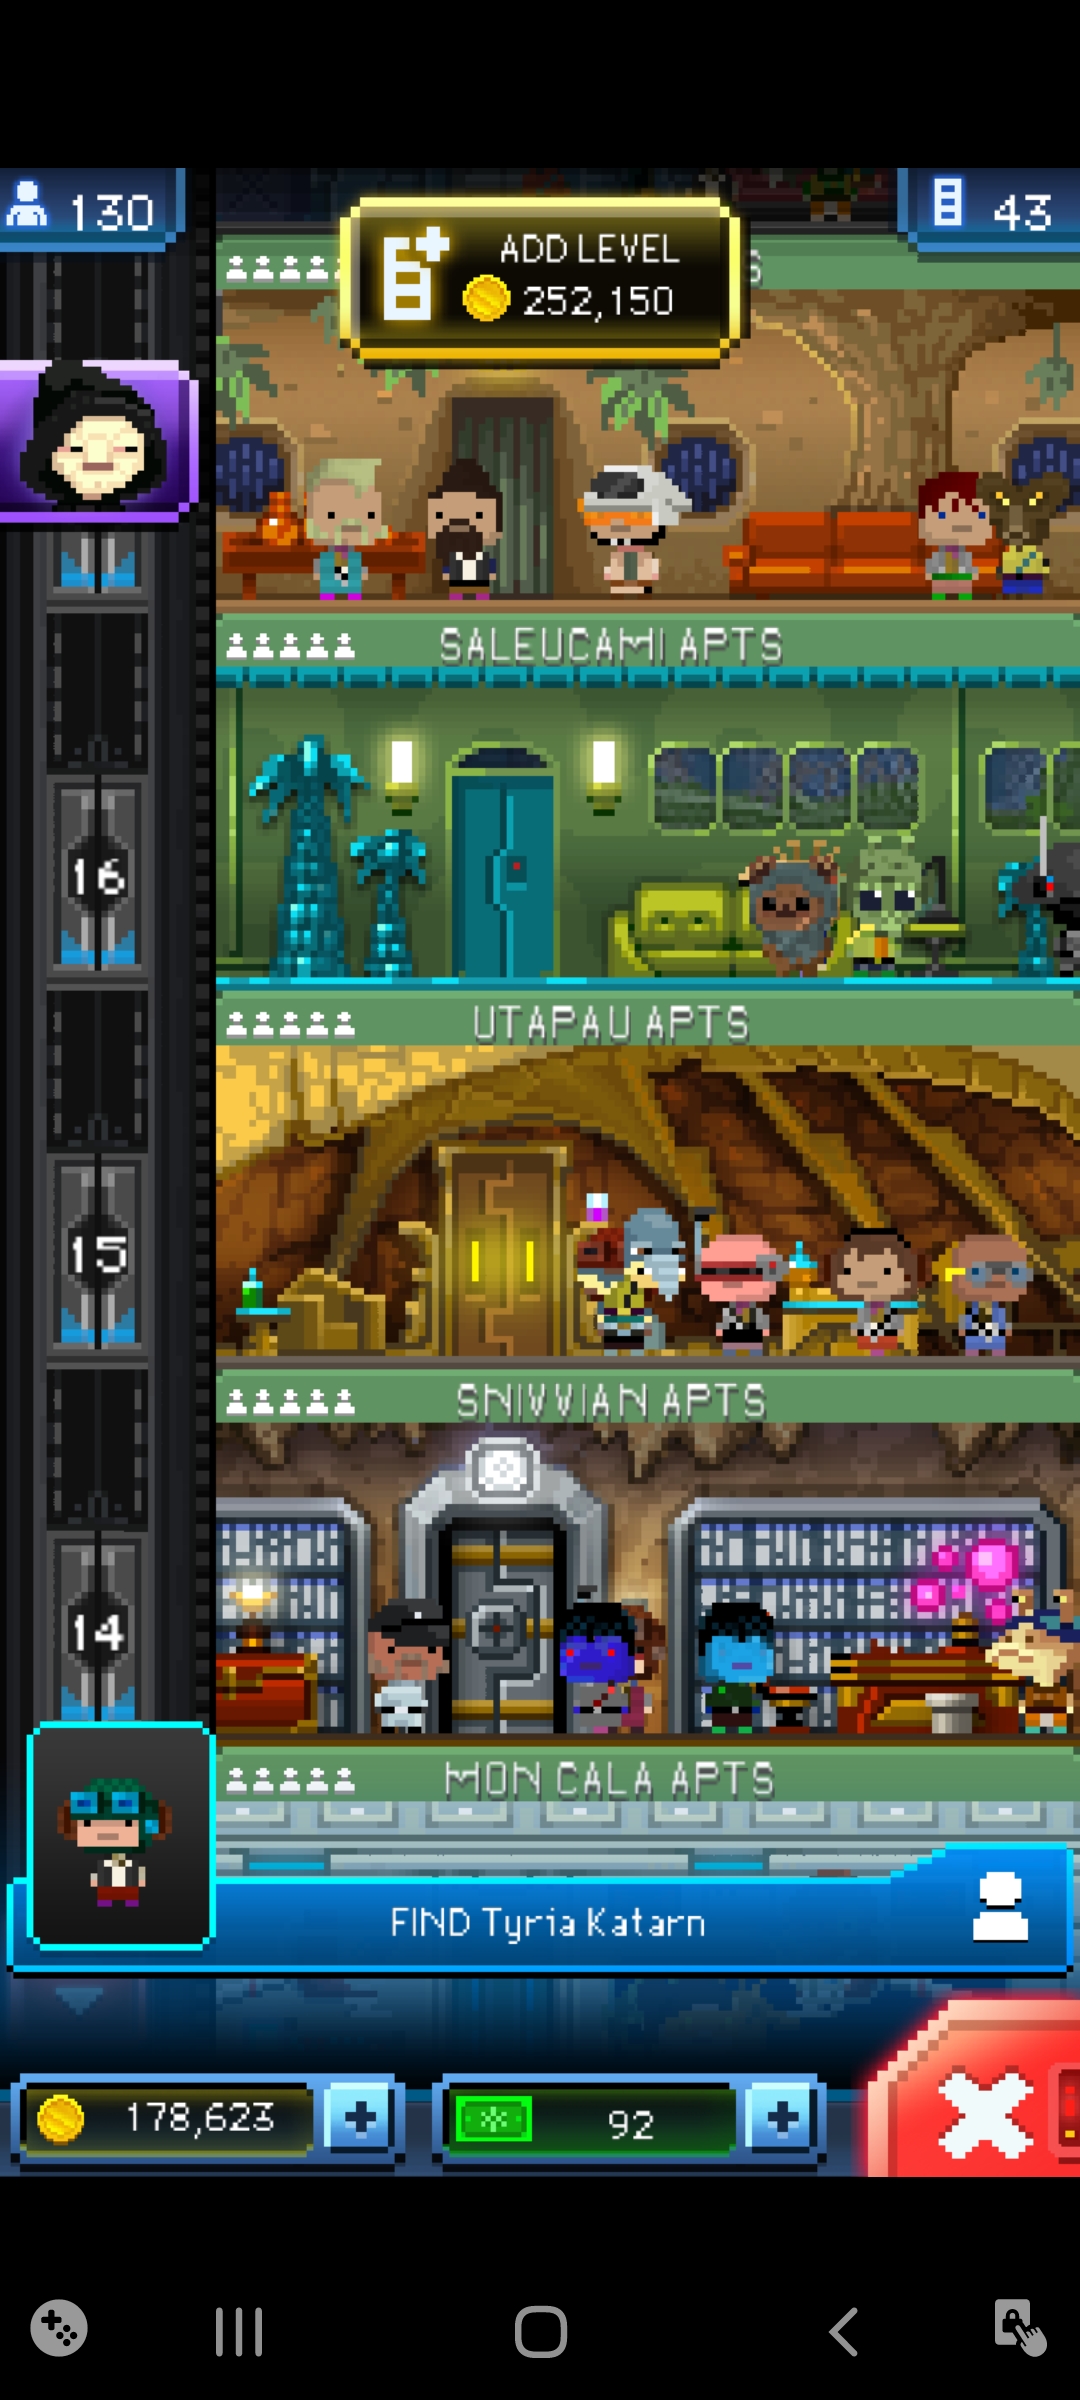 130
43
ADD LEVEL
252,150
SALEUCAMI APTS
16
UTAPAU APTS
15
SNIVVIAN APTS
14
MON CALA APTS
FIND Tyria Katarn
178,623
92